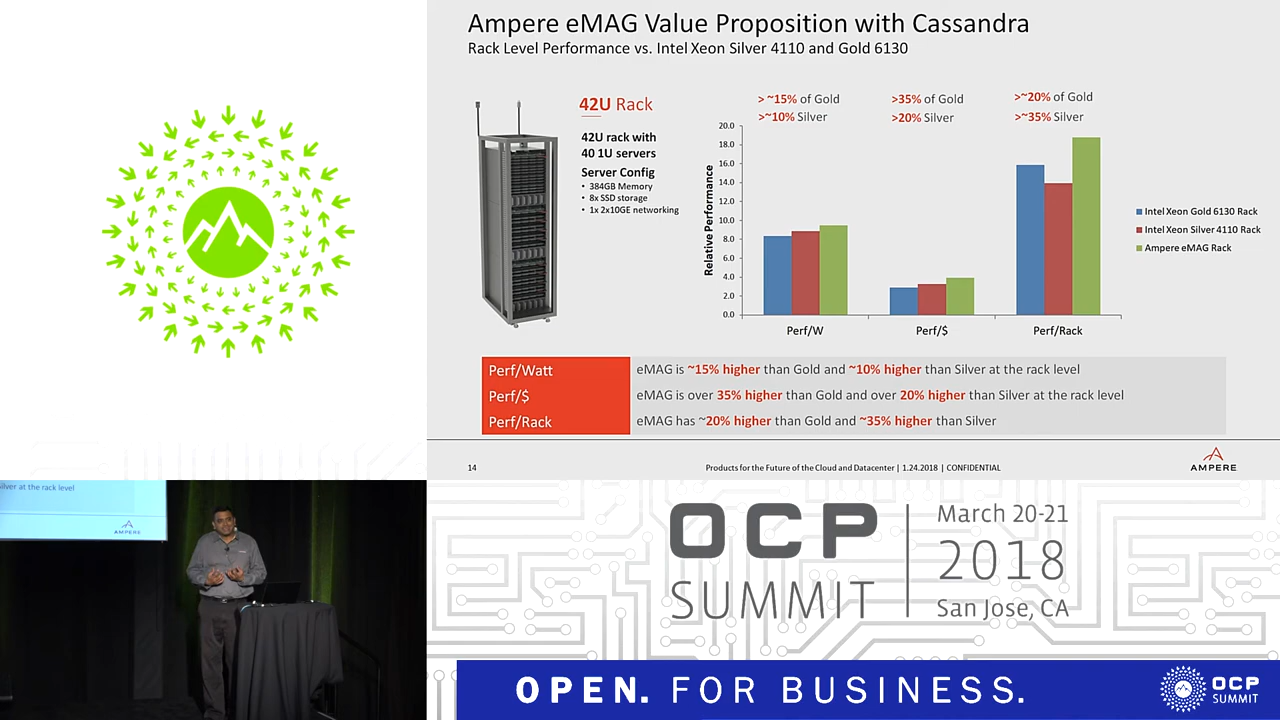 Ampere eMAG Value Proposition with Cassandra
Rack Level Performance vs. Intel Xeon Silver 4110 and Gold 6130
42U Rack
42U rack with
40 1U servers
Server Config
• 384GB Memory
• 8x SSD storage
• 1x 2x10GE networking
> ~15% of Gold
>~10% Silver
>35% of Gold
>20% Silver
>~20% of Gold
>~35% Silver
Relative Performance
20.0
18.0
16.0
14.0
12.0
10.0
8.0
6.0
4.0
2.0
0.0
Perf/W
Perf/$
Perf/Rack
Intel Xeon Gold 6130 Rack
Intel Xeon Silver 4110 Rack
Ampere eMAG Rack
Perf/Watt eMAG is ~15% higher than Gold and ~10% higher than Silver at the rack level
Perf/$ eMAG is over 35% higher than Gold and over 20% higher than Silver at the rack level
Perf/Rack eMAG has ~20% higher than Gold and ~35% higher than Silver
14
Products for the Future of the Cloud and Datacenter | 1.24.2018 | CONFIDENTIAL
AMPERE
Silver at the rack level
AMPERE
OCP
SUMMIT
March 20-21
2018
San Jose, CA
OPEN. FOR BUSINESS.
OCP
SUMMIT